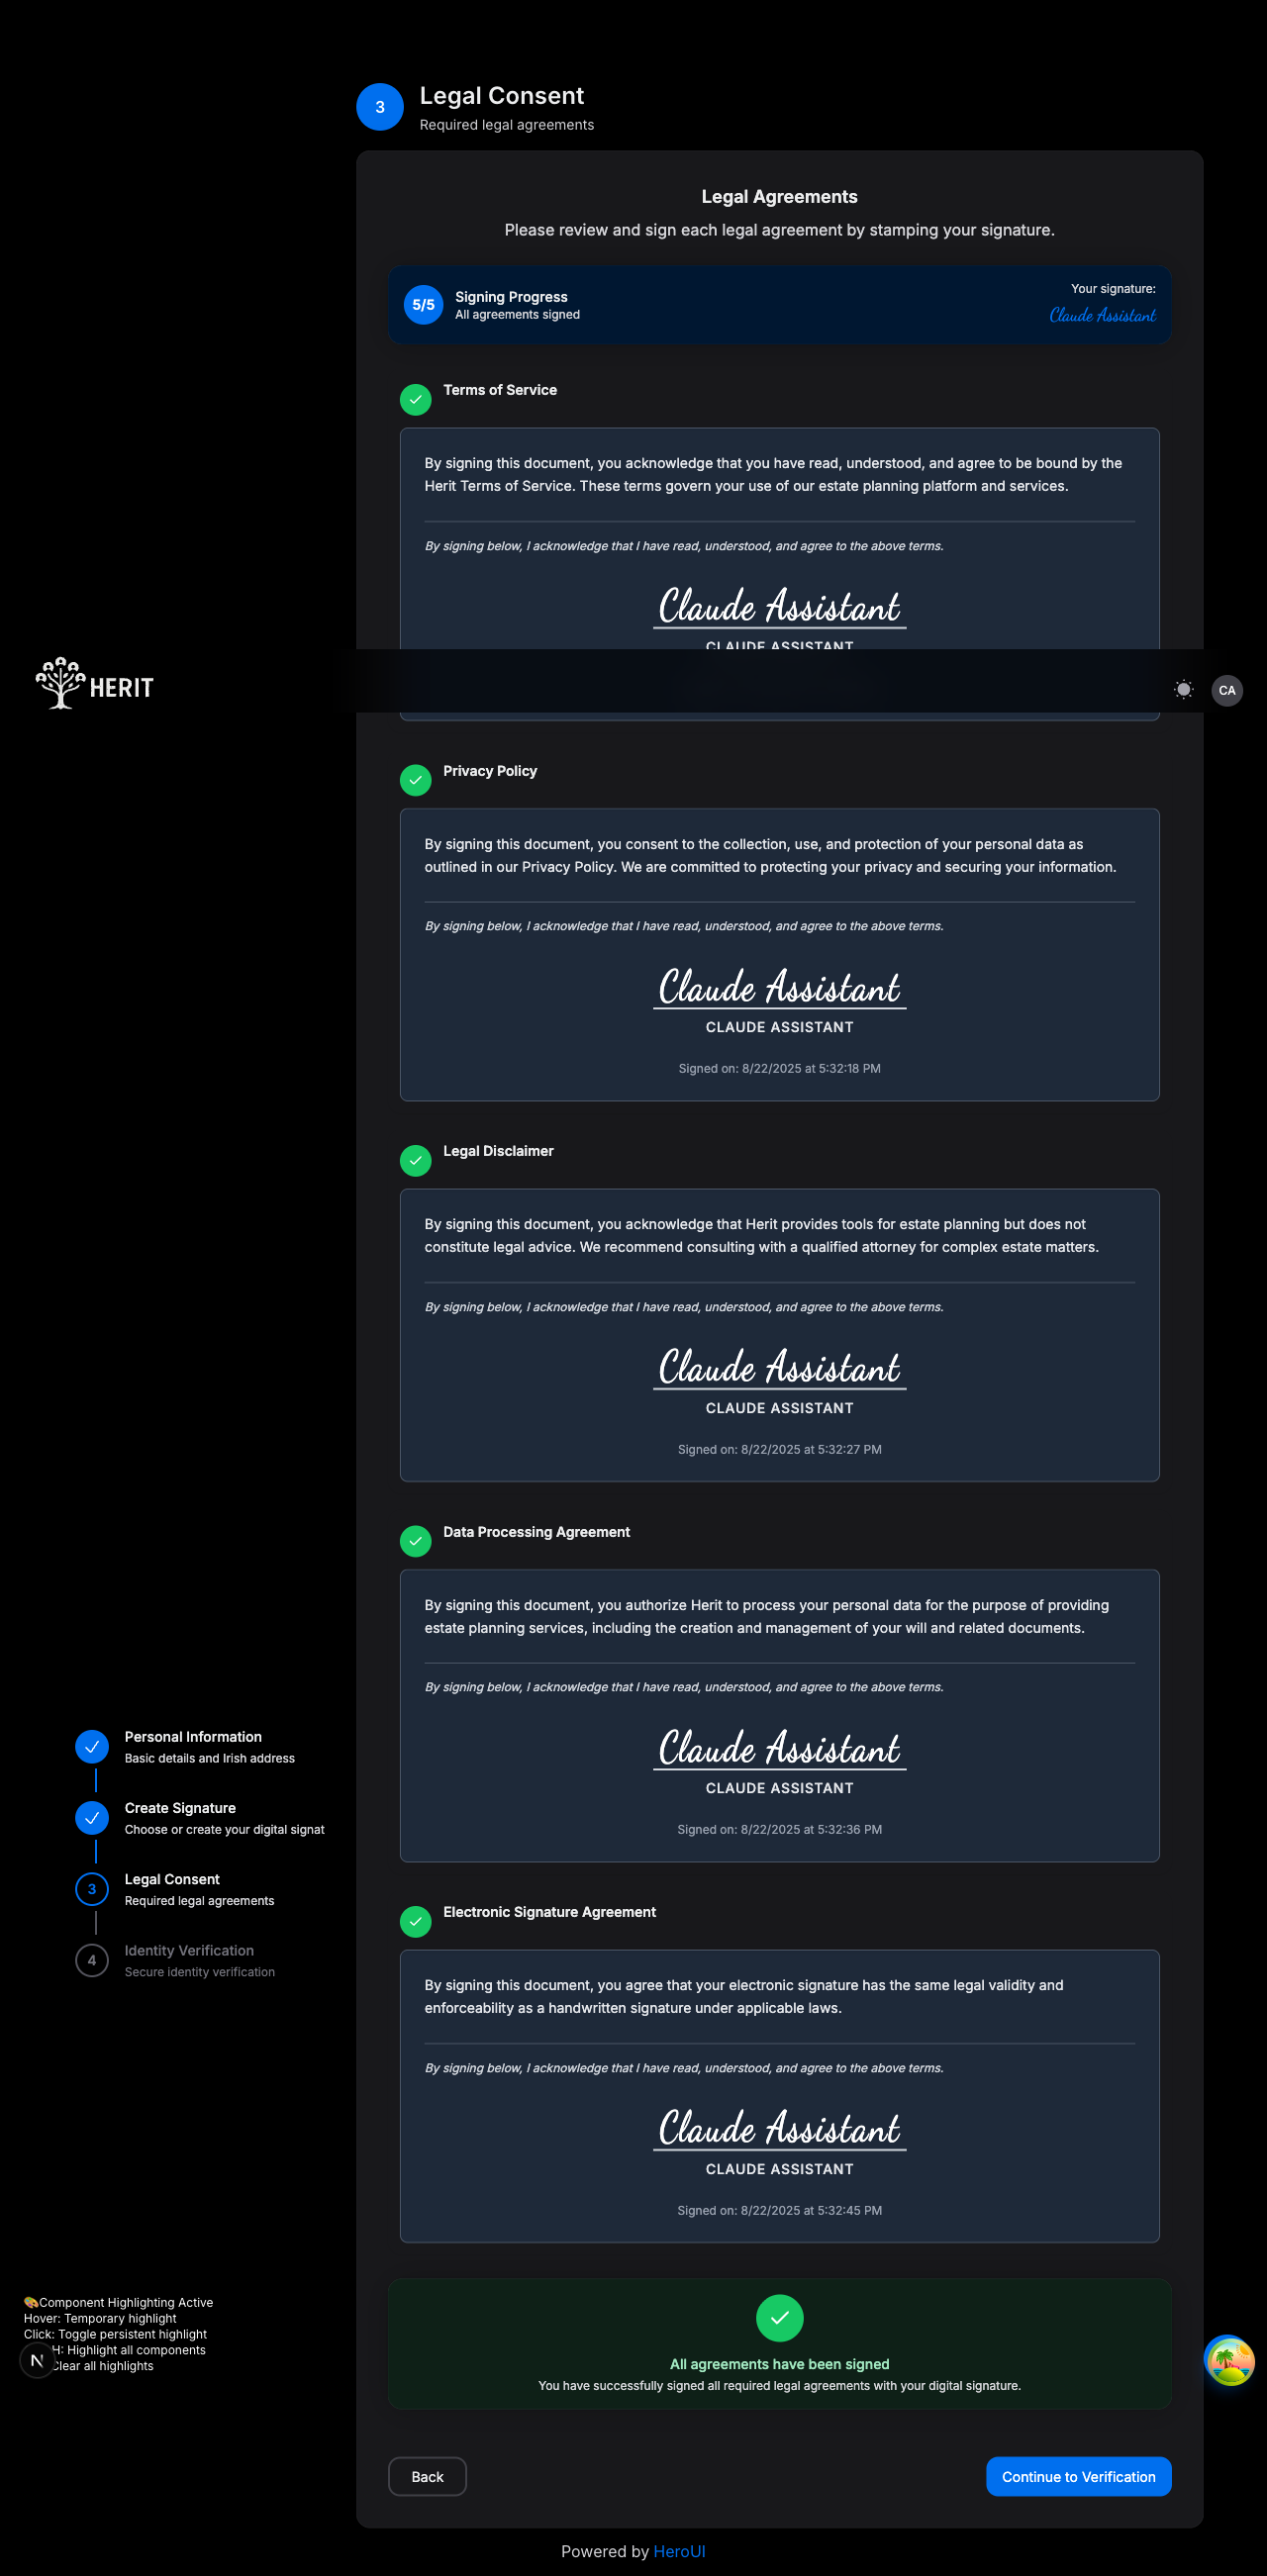 3
Legal Consent
Required legal agreements
Legal Agreements
Please review and sign each legal agreement by stamping your signature.
5/5
Signing Progress
All agreements signed
Your signature:
Claude Assistant
Terms of Service
By signing this document, you acknowledge that you have read, understood, and agree to be bound by the
Herit Terms of Service. These terms govern your use of our estate planning platform and services.
By signing below, I acknowledge that I have read, understood, and agree to the above terms.
Claude Assistant
CLAUDE ASSISTANT
HERIT
CA
Privacy Policy
By signing this document, you consent to the collection, use, and protection of your personal data as
outlined in our Privacy Policy. We are committed to protecting your privacy and securing your information.
By signing below, I acknowledge that I have read, understood, and agree to the above terms.
Claude Assistant
CLAUDE ASSISTANT
Signed on: 8/22/2025 at 5:32:18 PM
Legal Disclaimer
By signing this document, you acknowledge that Herit provides tools for estate planning but does not
constitute legal advice. We recommend consulting with a qualified attorney for complex estate matters.
By signing below, I acknowledge that I have read, understood, and agree to the above terms.
Claude Assistant
CLAUDE ASSISTANT
Signed on: 8/22/2025 at 5:32:27 PM
Data Processing Agreement
By signing this document, you authorize Herit to process your personal data for the purpose of providing
estate planning services, including the creation and management of your will and related documents.
By signing below, I acknowledge that I have read, understood, and agree to the above terms.
Claude Assistant
CLAUDE ASSISTANT
Signed on: 8/22/2025 at 5:32:36 PM
Personal Information
Basic details and Irish address
Create Signature
Choose or create your digital signat
3
Legal Consent
Required legal agreements
4
Identity Verification
Secure identity verification
Electronic Signature Agreement
By signing this document, you agree that your electronic signature has the same legal validity and
enforceability as a handwritten signature under applicable laws.
By signing below, I acknowledge that I have read, understood, and agree to the above terms.
Claude Assistant
CLAUDE ASSISTANT
Signed on: 8/22/2025 at 5:32:45 PM
Component Highlighting Active
Hover: Temporary highlight
Click: Toggle persistent highlight
H: Highlight all components
Clear all highlights
N
All agreements have been signed
You have successfully signed all required legal agreements with your digital signature.
Back
Continue to Verification
Powered by HeroUI